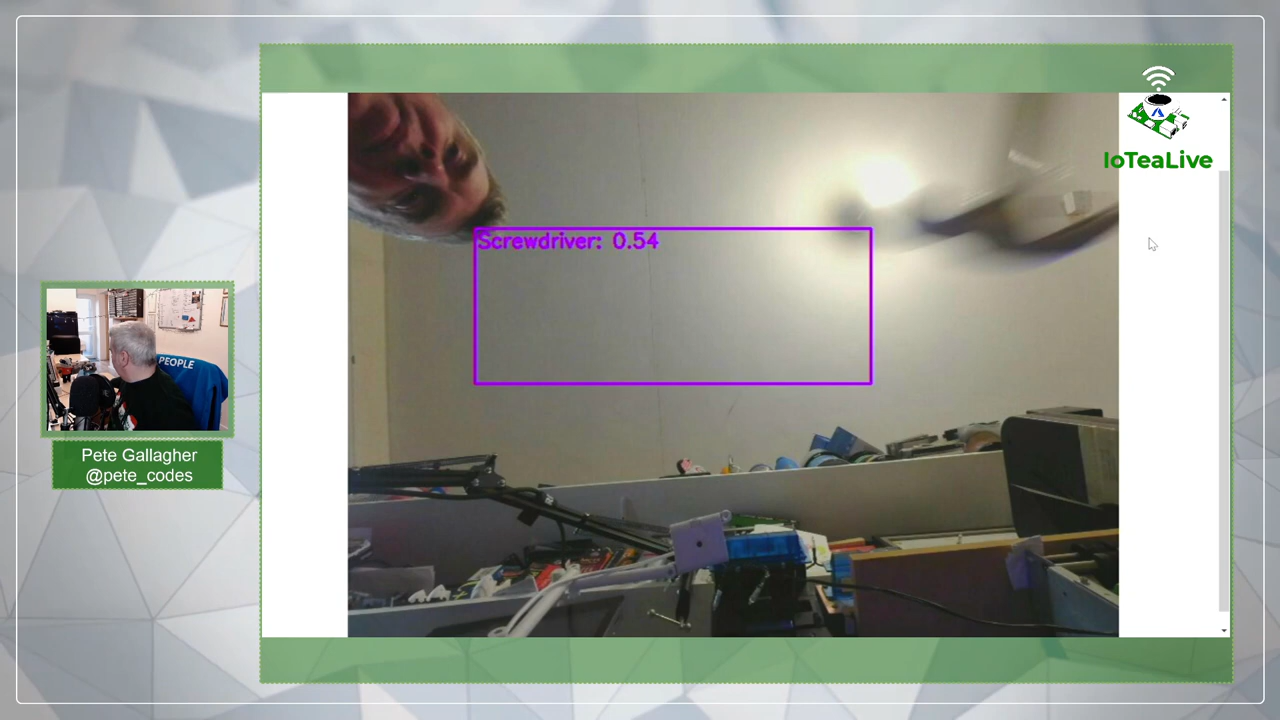 IoTeaLive
Screwdriver: 0.54
PEOPLE
Pete Gallagher
@pete_codes